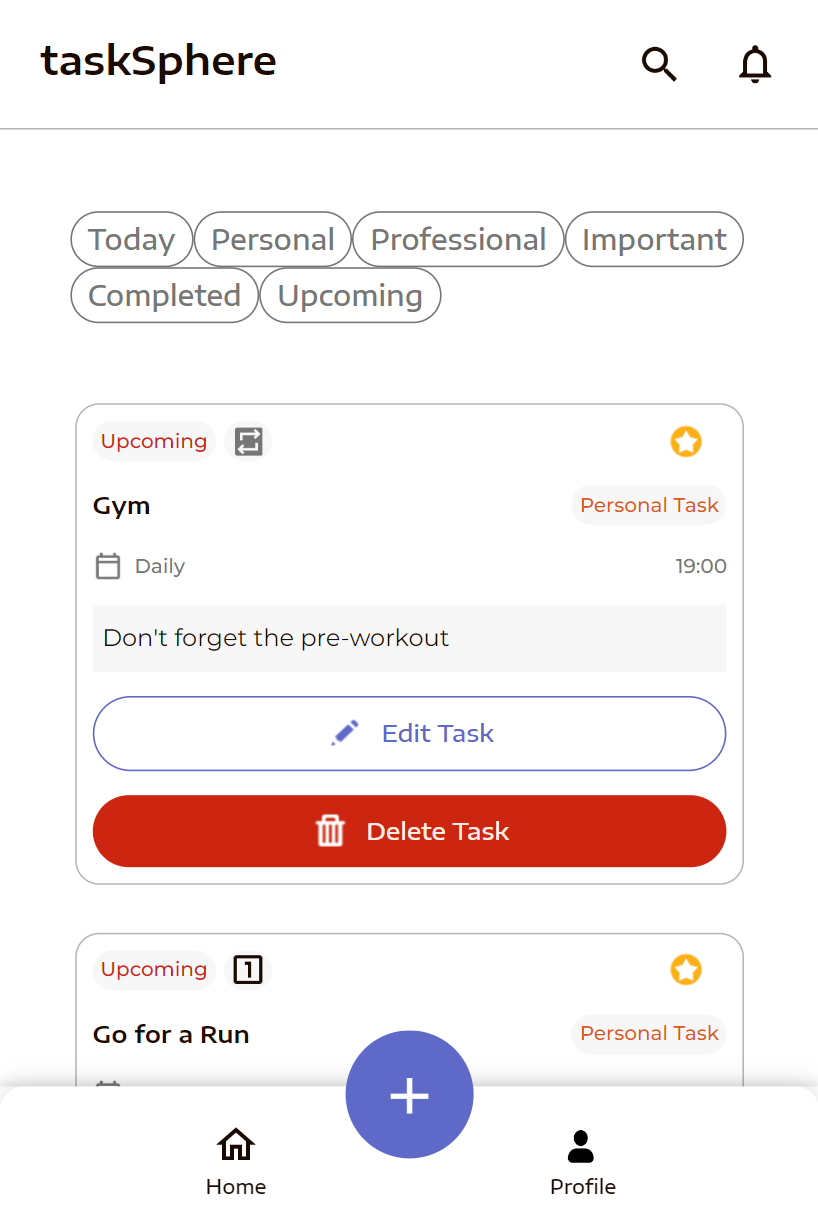 taskSphere
Today Personal Professional Important
Completed Upcoming
Upcoming
Gym Personal Task
Daily 19:00
Don't forget the pre-workout
Edit Task
Delete Task
Upcoming 1
Go for a Run Personal Task
+
Home Profile